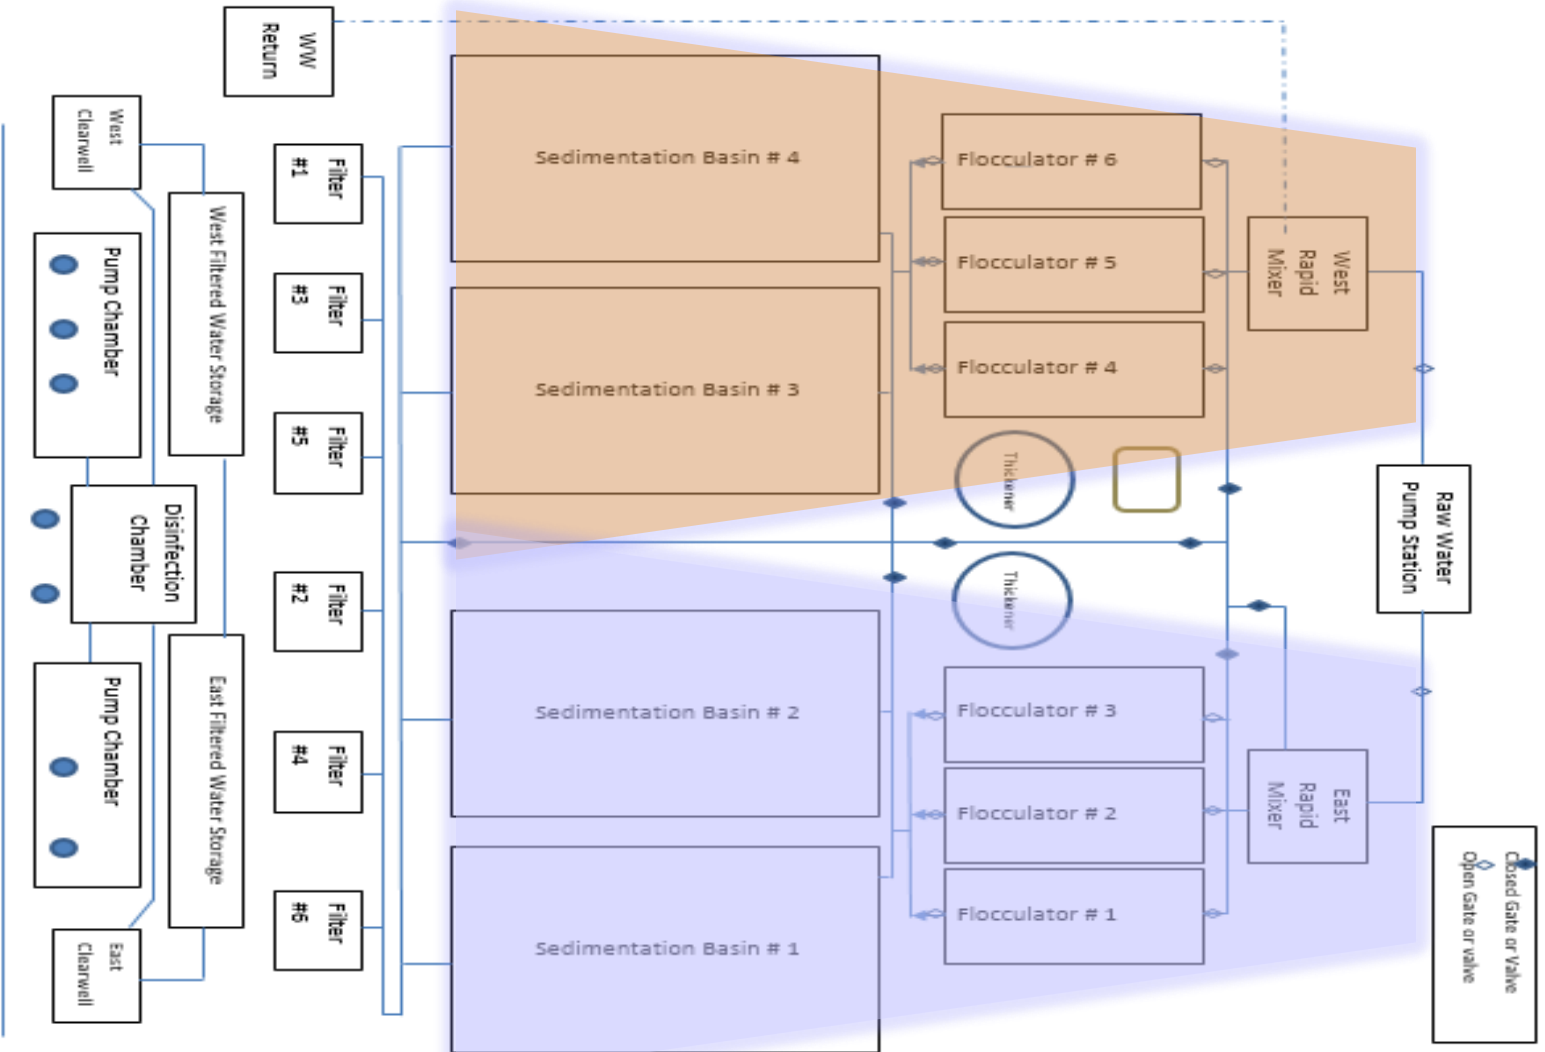 WW
Return
West
Clearwell
West Filtered Water Storage
Pump Chamber
Disinfection
Chamber
Pump Chamber
East Filtered Water Storage
East
Clearwell
Filter
#1
Filter
#3
Filter
#5
Filter
#2
Filter
#4
Filter
#6
Sedimentation Basin # 4
Sedimentation Basin # 3
Sedimentation Basin # 2
Sedimentation Basin # 1
Flocculator # 6
Flocculator # 5
Flocculator # 4
Thickener
Thickener
Flocculator # 3
Flocculator # 2
Flocculator # 1
West
Rapid
Mixer
East
Rapid
Mixer
Raw Water
Pump Station
Closed Gate or Valve
Open Gate or valve